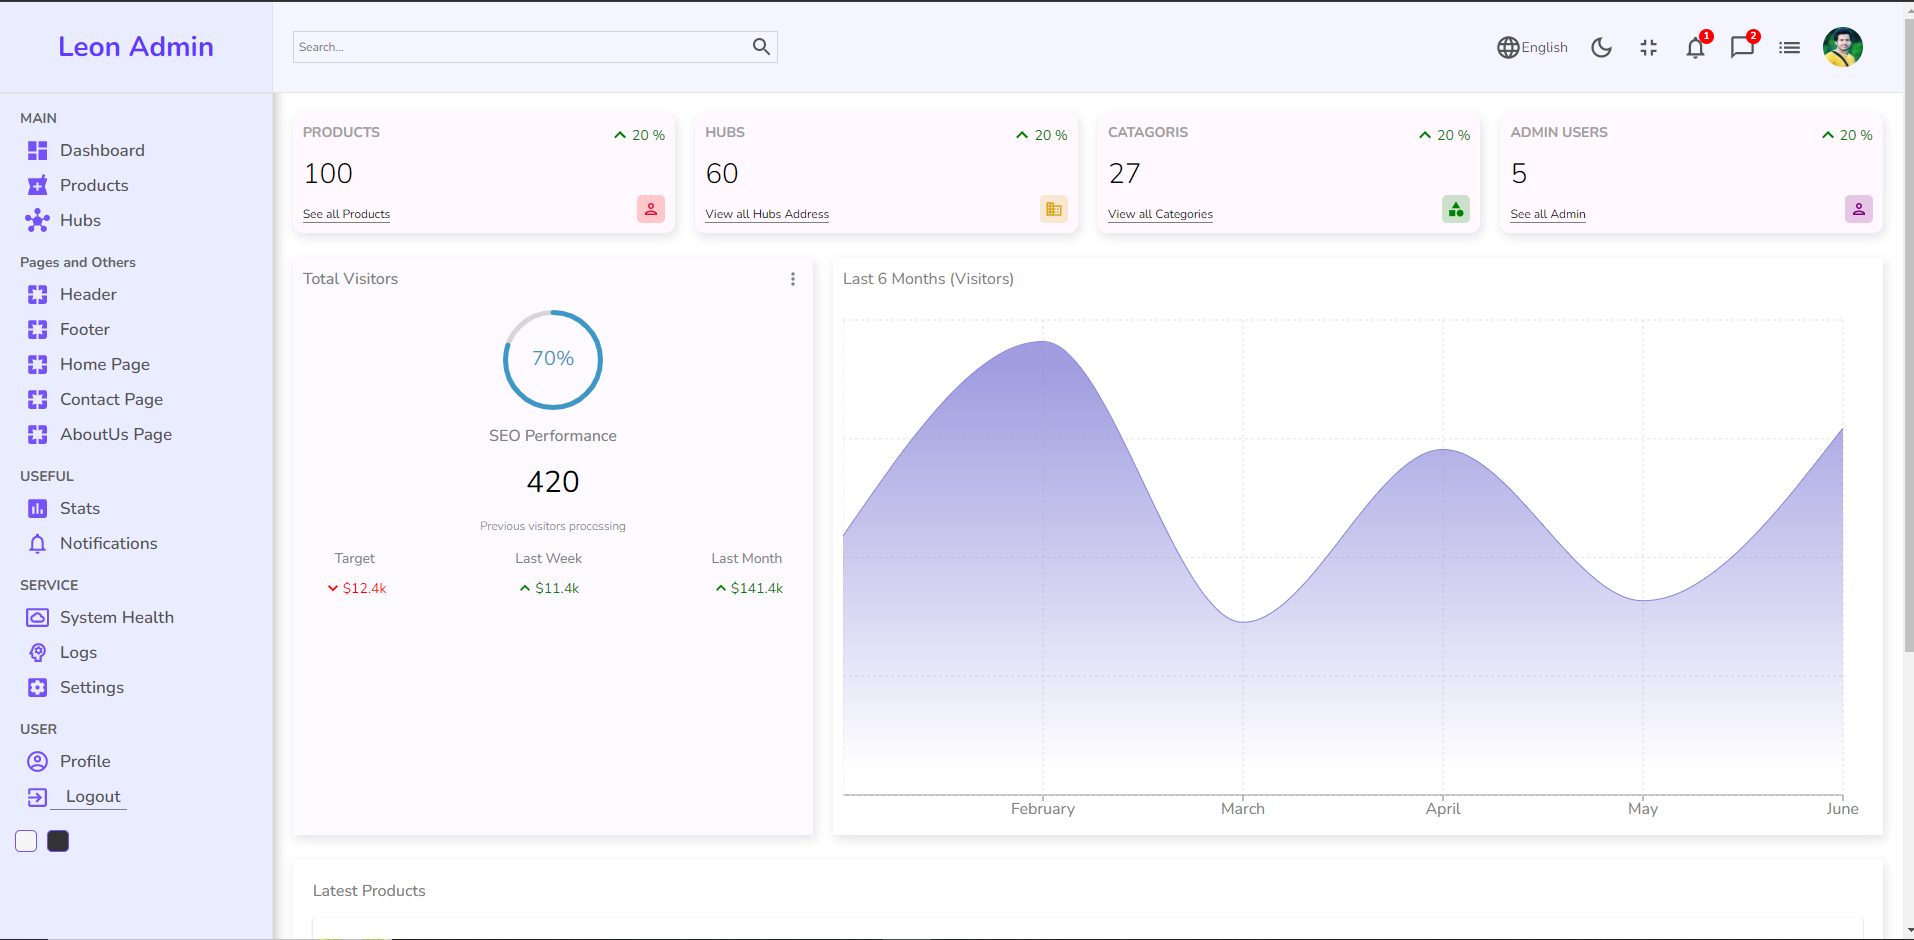 Leon Admin
Search...
English
1
2
MAIN
Dashboard
Products
Hubs
Pages and Others
Header
Footer
Home Page
Contact Page
AboutUs Page
USEFUL
Stats
Notifications
SERVICE
System Health
Logs
Settings
USER
Profile
Logout
PRODUCTS
20 %
100
See all Products
HUBS
20 %
60
View all Hubs Address
CATAGORIS
20 %
27
View all Categories
ADMIN USERS
20 %
5
See all Admin
Total Visitors
70%
SEO Performance
420
Previous visitors processing
Target Last Week Last Month
$12.4k $11.4k $141.4k
Last 6 Months (Visitors)
February March April May June
Latest Products